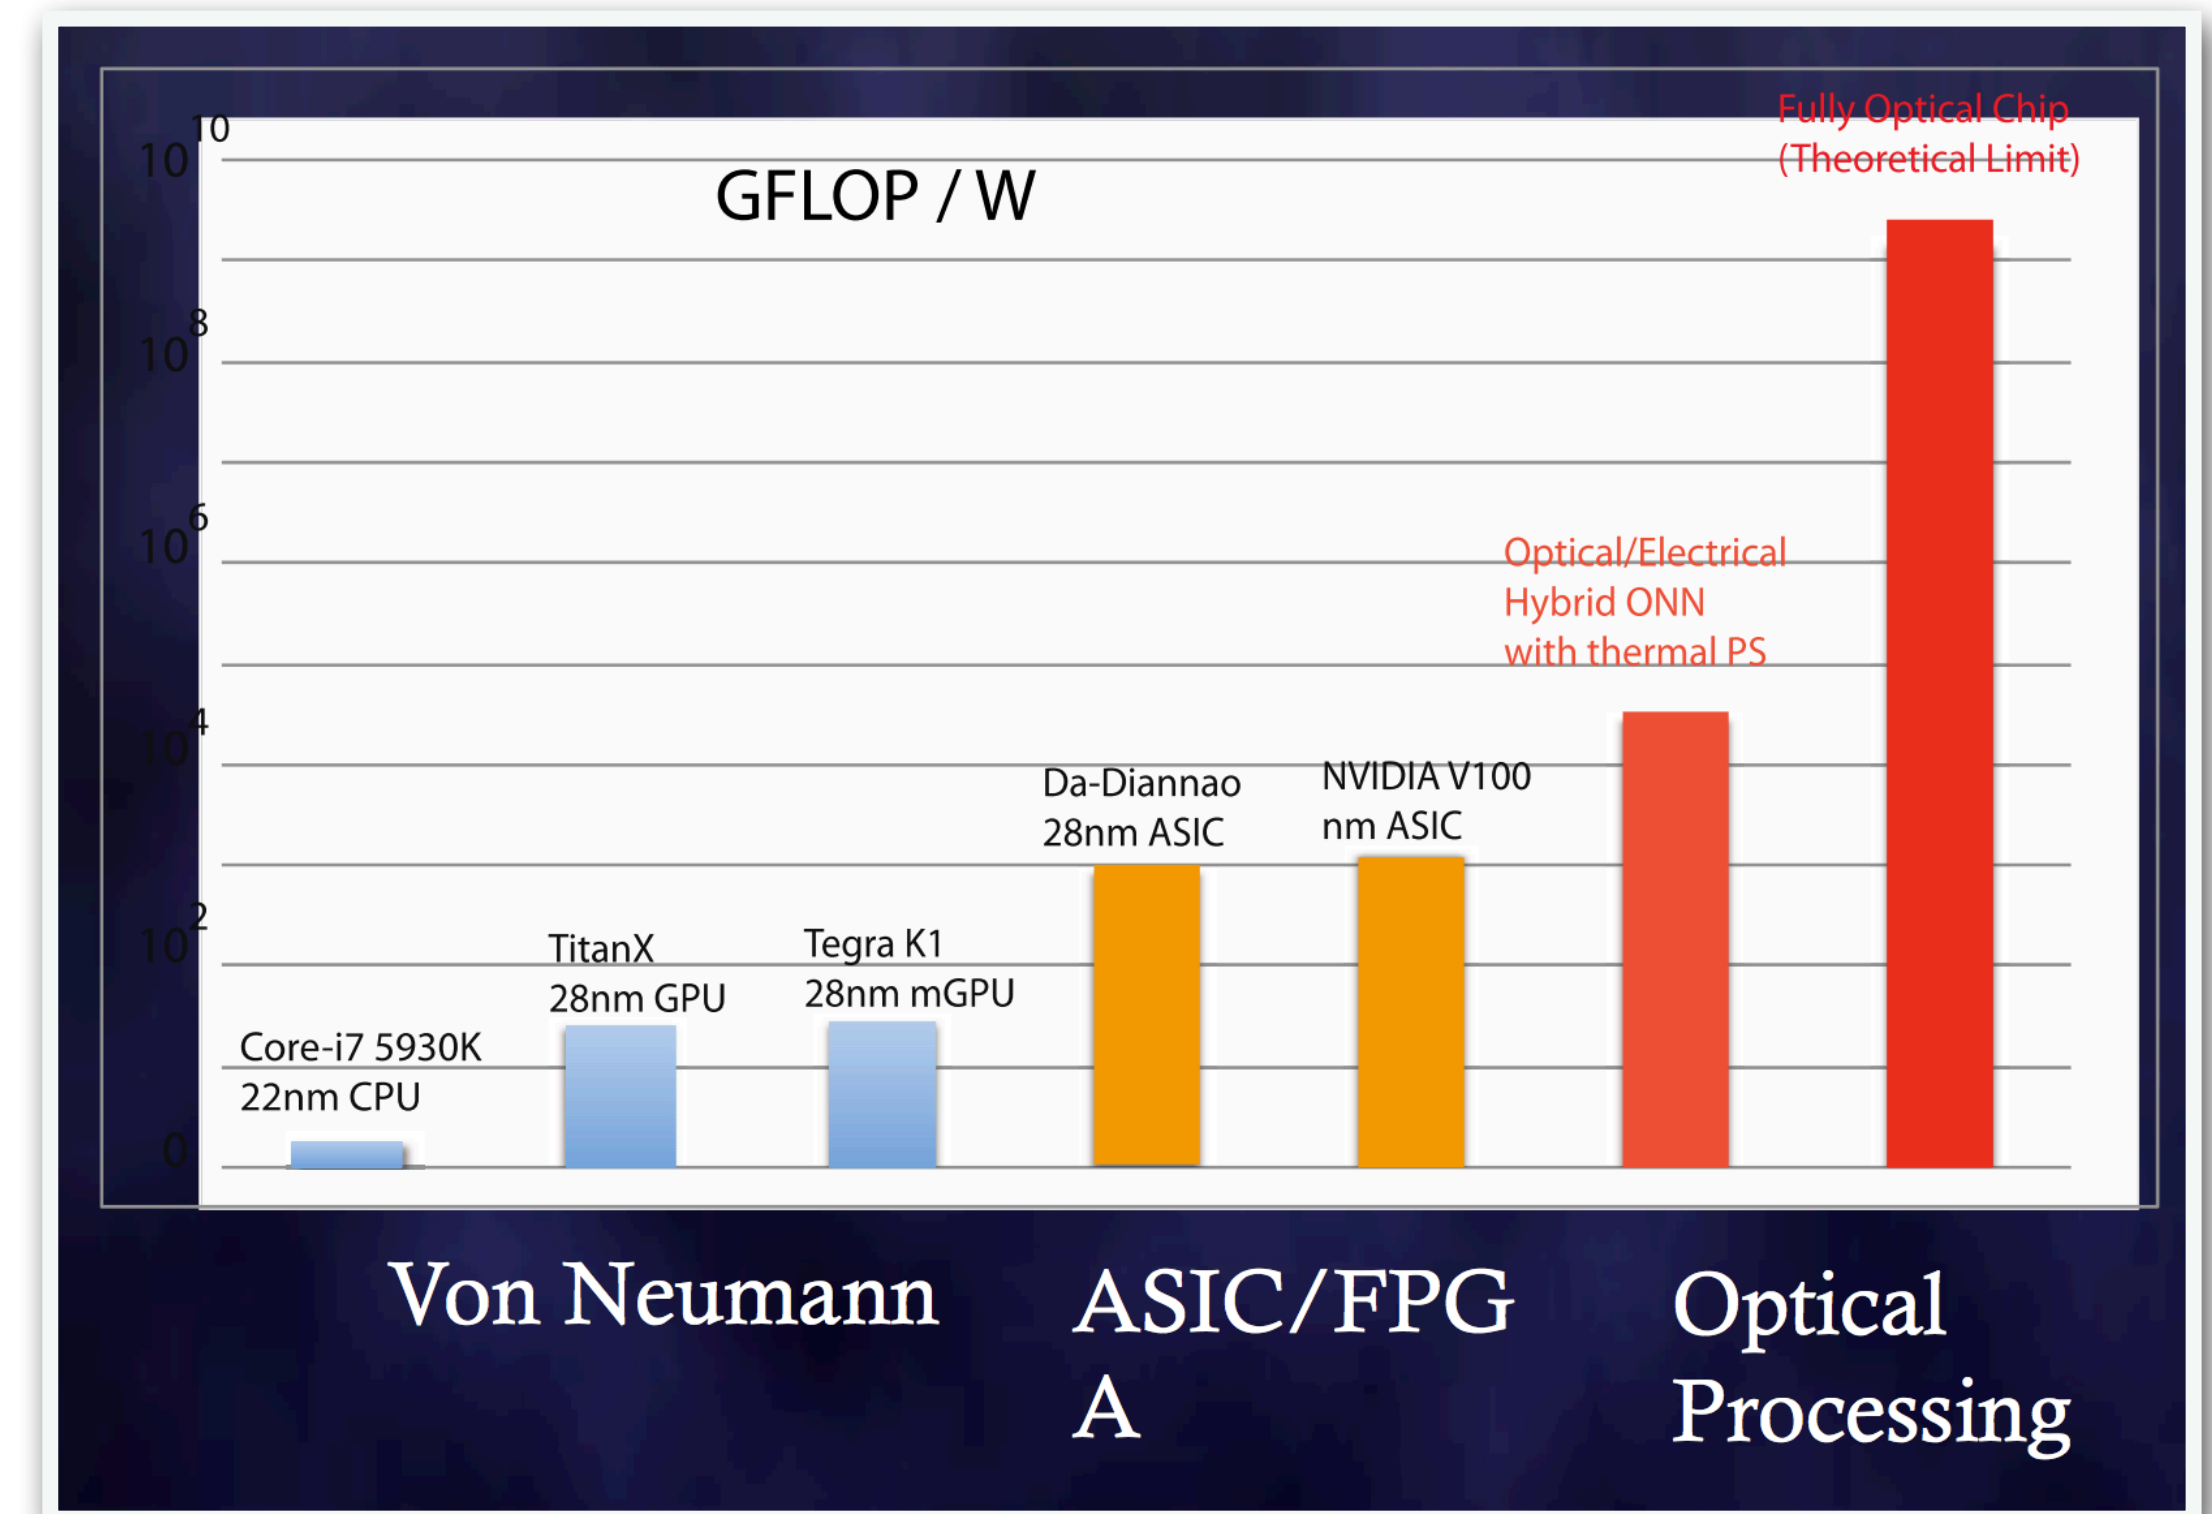 10^10
GFLOP / W
Fully Optical Chip
(Theoretical Limit)
10^8
10^6
Optical/Electrical
Hybrid ONN
with thermal PS
10^4
Da-Diannao
28nm ASIC
NVIDIA V100
nm ASIC
10^2
TitanX
28nm GPU
Tegra K1
28nm mGPU
Core-i7 5930K
22nm CPU
0
Von Neumann
ASIC/FPG
A
Optical
Processing